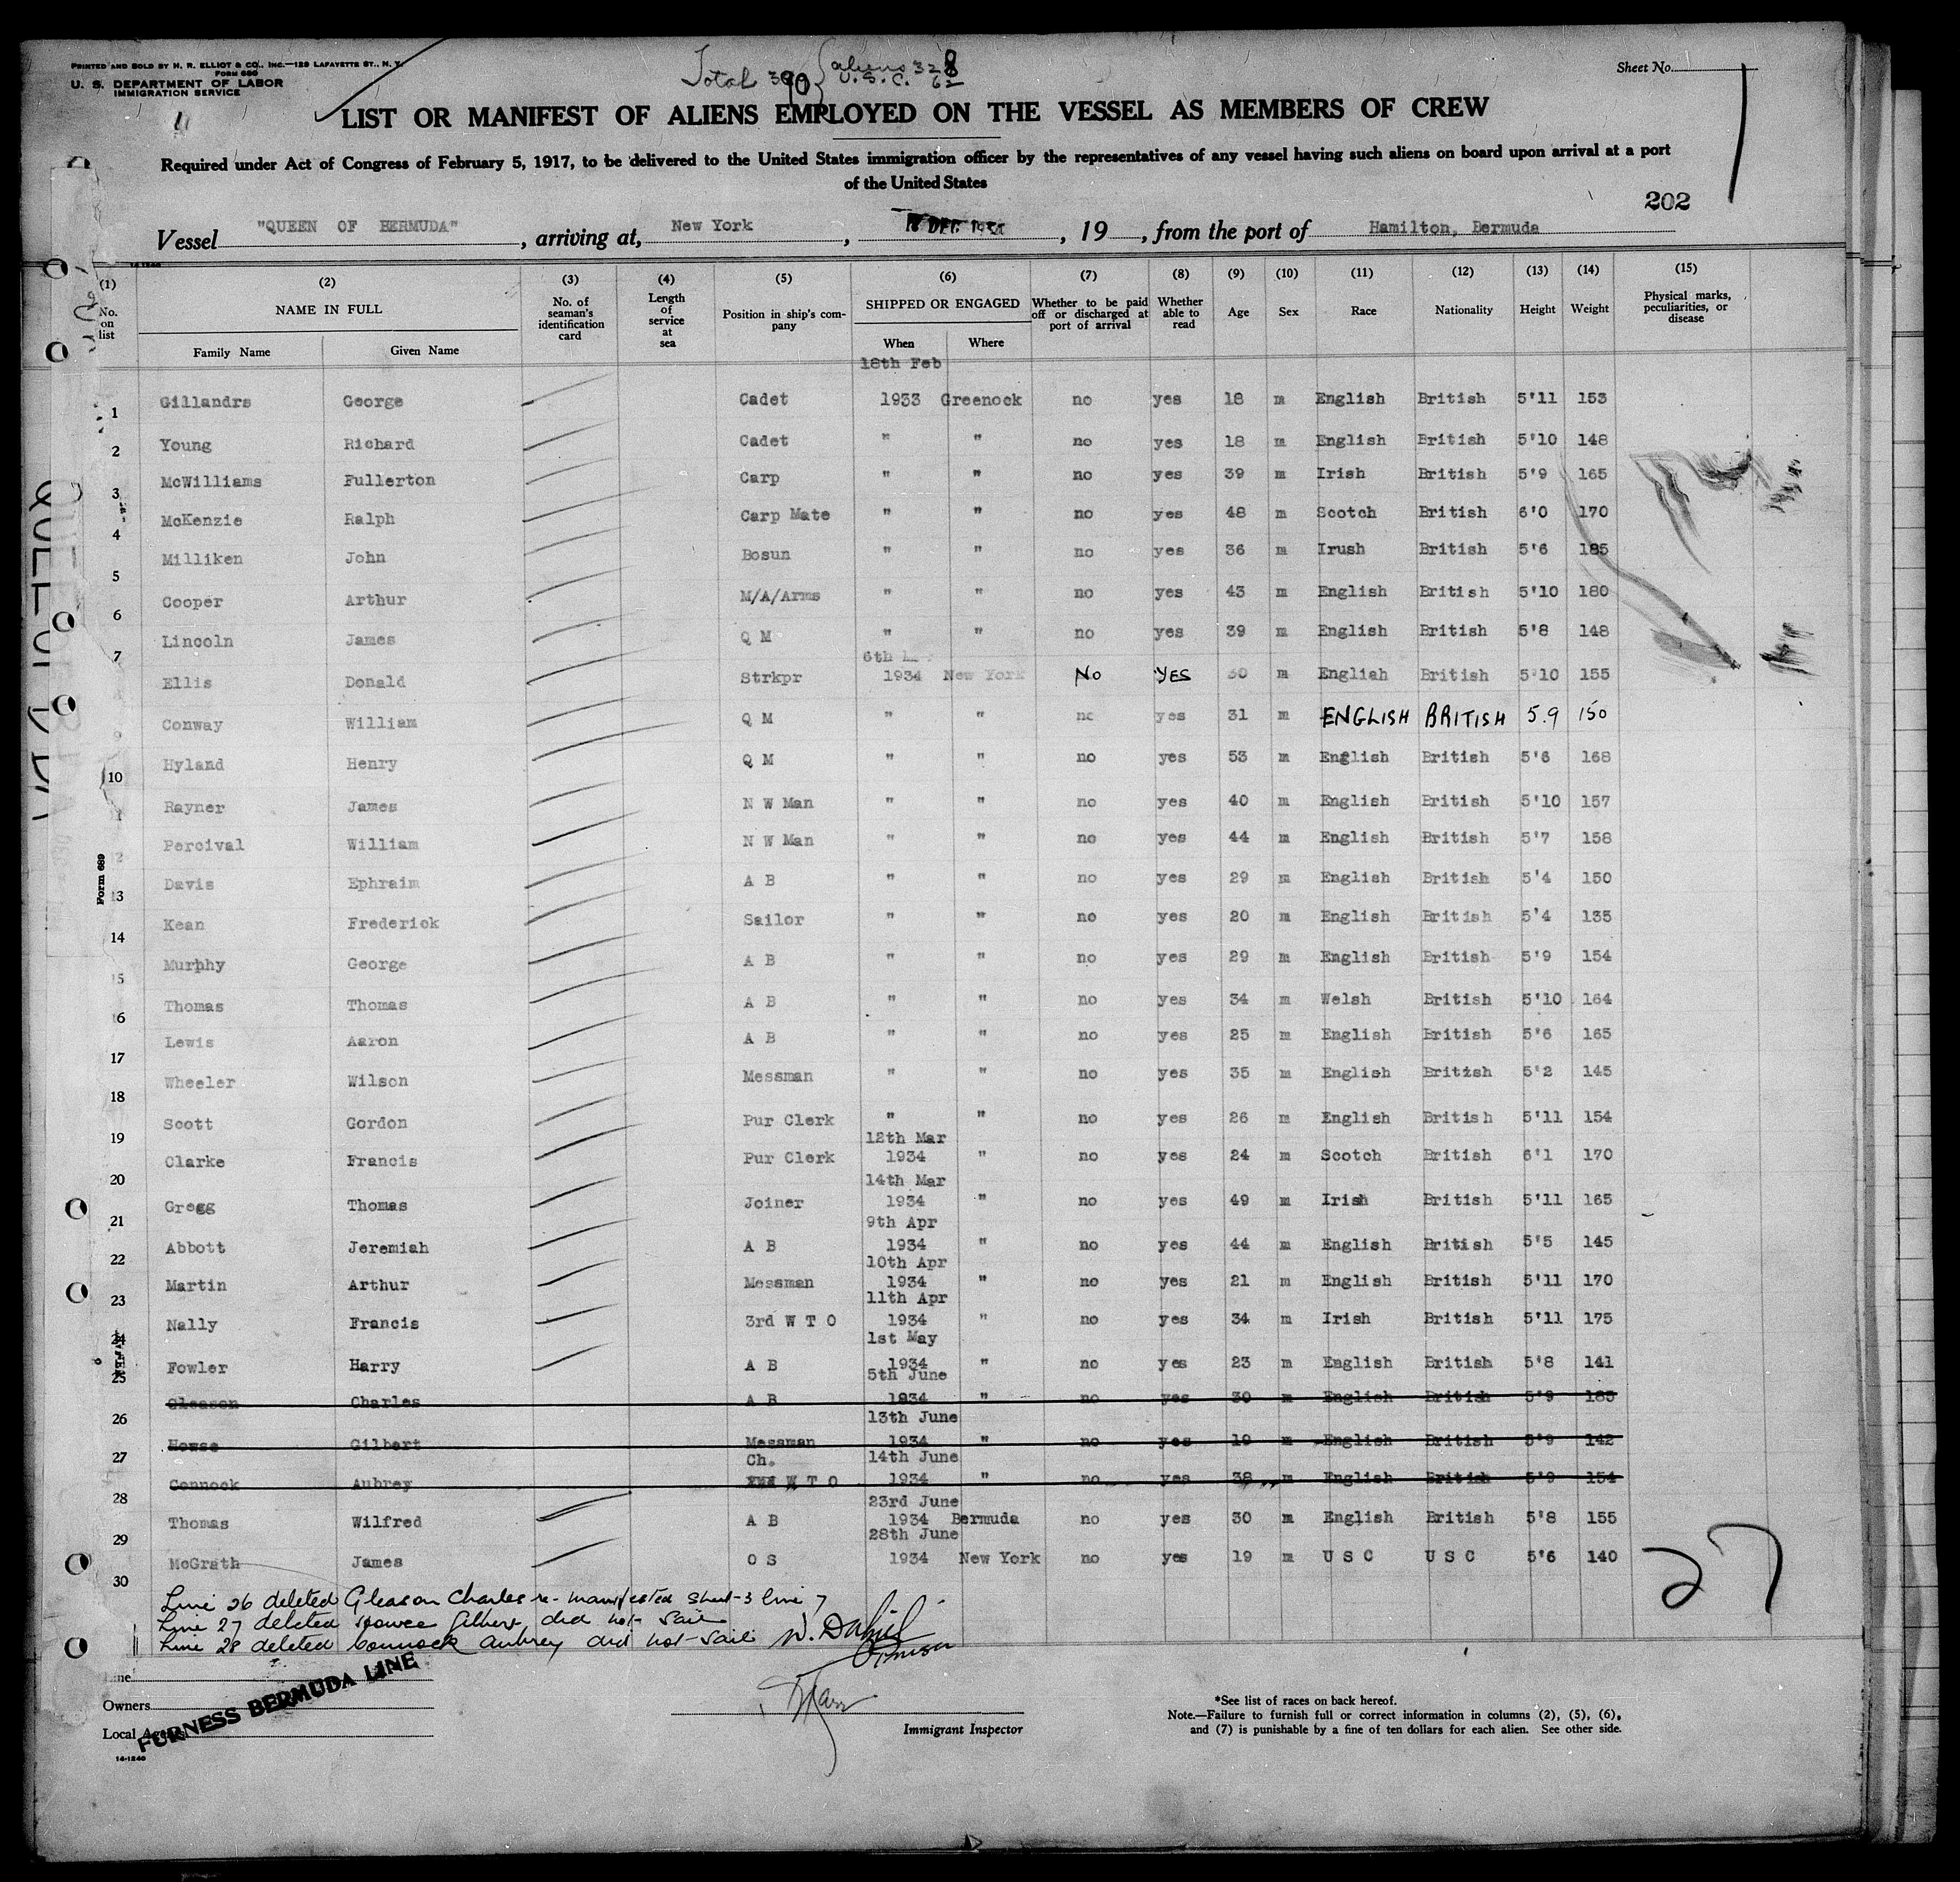 PRINTED AND SOLD BY H. R. ELLIOT & CO., INC.—129 LAFAYETTE ST., N. Y.
FORM 680
U. S. DEPARTMENT OF LABOR
IMMIGRATION SERVICE
Total 390 { aliens 328
U.S.C. 62
Sheet No.
LIST OR MANIFEST OF ALIENS EMPLOYED ON THE VESSEL AS MEMBERS OF CREW
Required under Act of Congress of February 5, 1917, to be delivered to the United States immigration officer by the representatives of any vessel having such aliens on board upon arrival at a port
of the United States
202
Vessel "QUEEN OF BERMUDA", arriving at, New York, DEC, 19, from the port of Hamilton, Bermuda
14-1240
(1) (2) (3) (4) (5) (6) (7) (8) (9) (10) (11) (12) (13) (14) (15)
No. on list NAME IN FULL No. of seaman's identification card Length of service at sea Position in ship's company SHIPPED OR ENGAGED Whether to be paid off or discharged at port of arrival Whether able to read Age Sex Race Nationality Height Weight Physical marks, peculiarities, or disease
Family Name Given Name When Where
18th Feb
1 Gillandrs George Cadet 1933 Greenock no yes 18 m English British 5'11 153
2 Young Richard Cadet " " no yes 18 m English British 5'10 148
3 McWilliams Fullerton Carp " " no yes 39 m Irish British 5'9 165
4 McKenzie Ralph Carp Mate " " no yes 48 m Scotch British 6'0 170
5 Milliken John Bosun " " no yes 36 m Irush British 5'6 185
6 Cooper Arthur M/A/Arms " " no yes 43 m English British 5'10 180
7 Lincoln James Q M " " no yes 39 m English British 5'8 148
6th
Ellis Donald Strkpr 1934 New York No YES 30 m English British 5'10 155
9 Conway William Q M " " no yes 31 m ENGLISH BRITISH 5.9 150
10 Hyland Henry Q M " " no yes 53 m English British 5'6 168
1 Rayner James N W Man " " no yes 40 m English British 5'10 157
2 Percival William N W Man " " no yes 44 m English British 5'7 158
13 Davis Ephraim A B " " no yes 29 m English British 5'4 150
14 Kean Frederick Sailor " " no yes 20 m English British 5'4 135
15 Murphy George A B " " no yes 29 m English British 5'9 154
16 Thomas Thomas A B " " no yes 34 m Welsh British 5'10 164
17 Lewis Aaron A B " " no yes 25 m English British 5'6 165
18 Wheeler Wilson Messman " " no yes 35 m English British 5'2 145
19 Scott Gordon Pur Clerk " " no yes 26 m English British 5'11 154
12th Mar
20 Clarke Francis Pur Clerk 1934 " no yes 24 m Scotch British 6'1 170
14th Mar
21 Gregg Thomas Joiner 1934 " no yes 49 m Irish British 5'11 165
9th Apr
22 Abbott Jeremiah A B 1934 " no yes 44 m English British 5'5 145
10th Apr
23 Martin Arthur Messman 1934 " no yes 21 m English British 5'11 170
11th Apr
24 Nally Francis 3rd W T O 1934 " no yes 34 m Irish British 5'11 175
1st May
25 Fowler Harry A B 1934 " no yes 23 m English British 5'8 141
5th June
26 Gleason Charles A B 1934 " no yes 30 m English British 5'9 185
13th June
27 Howse Gilbert Messman 1934 " no yes 19 m English British 5'9 142
Ch. 14th June
28 Connock Aubrey W T O 1934 " no yes 38 m English British 5'9 154
23rd June
29 Thomas Wilfred A B 1934 Bermuda no yes 30 m English British 5'8 155
28th June
30 McGrath James O S 1934 New York no yes 19 m U S C U S C 5'6 140
27
Line 26 deleted Gleason Charles re-manifested sheet-3 line 7
Line 27 deleted Howse Gilbert did not sail
Line 28 deleted Connock Aubrey did not sail
Form 689
Line
Owners
Local Agents
FURNESS BERMUDA LINE
14-1240
Immigrant Inspector
*See list of races on back hereof.
Note.—Failure to furnish full or correct information in columns (2), (5), (6),
and (7) is punishable by a fine of ten dollars for each alien. See other side.